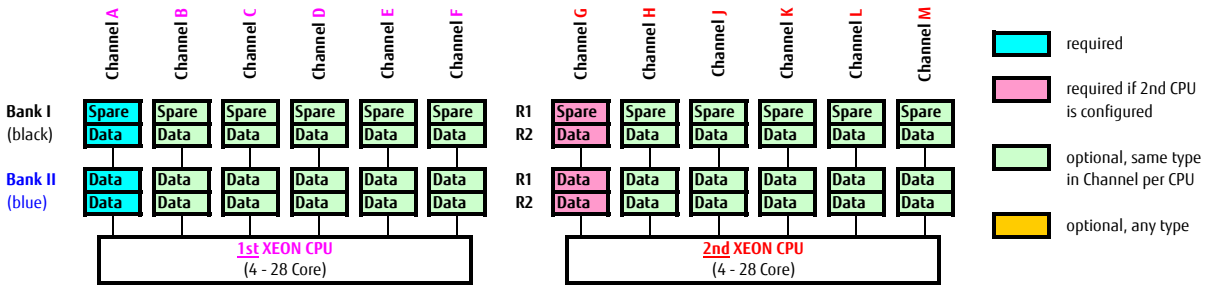 Channel A Channel B Channel C Channel D Channel E Channel F Channel G Channel H Channel J Channel K Channel L Channel M
Bank I Spare Spare Spare Spare Spare Spare R1 Spare Spare Spare Spare Spare Spare
(black) Data Data Data Data Data Data R2 Data Data Data Data Data Data
Bank II Data Data Data Data Data Data R1 Data Data Data Data Data Data
(blue) Data Data Data Data Data Data R2 Data Data Data Data Data Data
1st XEON CPU
(4 - 28 Core)
2nd XEON CPU
(4 - 28 Core)
required
required if 2nd CPU
is configured
optional, same type
in Channel per CPU
optional, any type